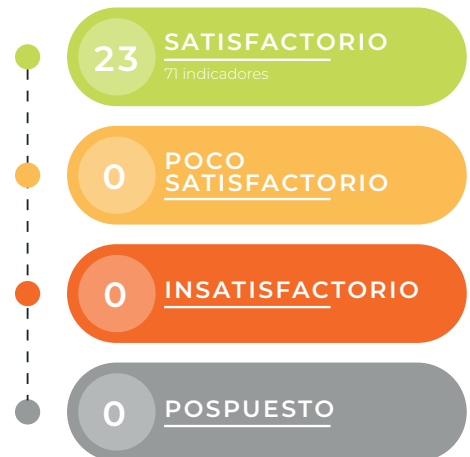 23
SATISFACTORIO
71 indicadores
0
POCO
SATISFACTORIO
0
INSATISFACTORIO
0
POSPUESTO